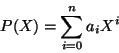 P(X) = \sum_{i=0}^{n} a_i X^i